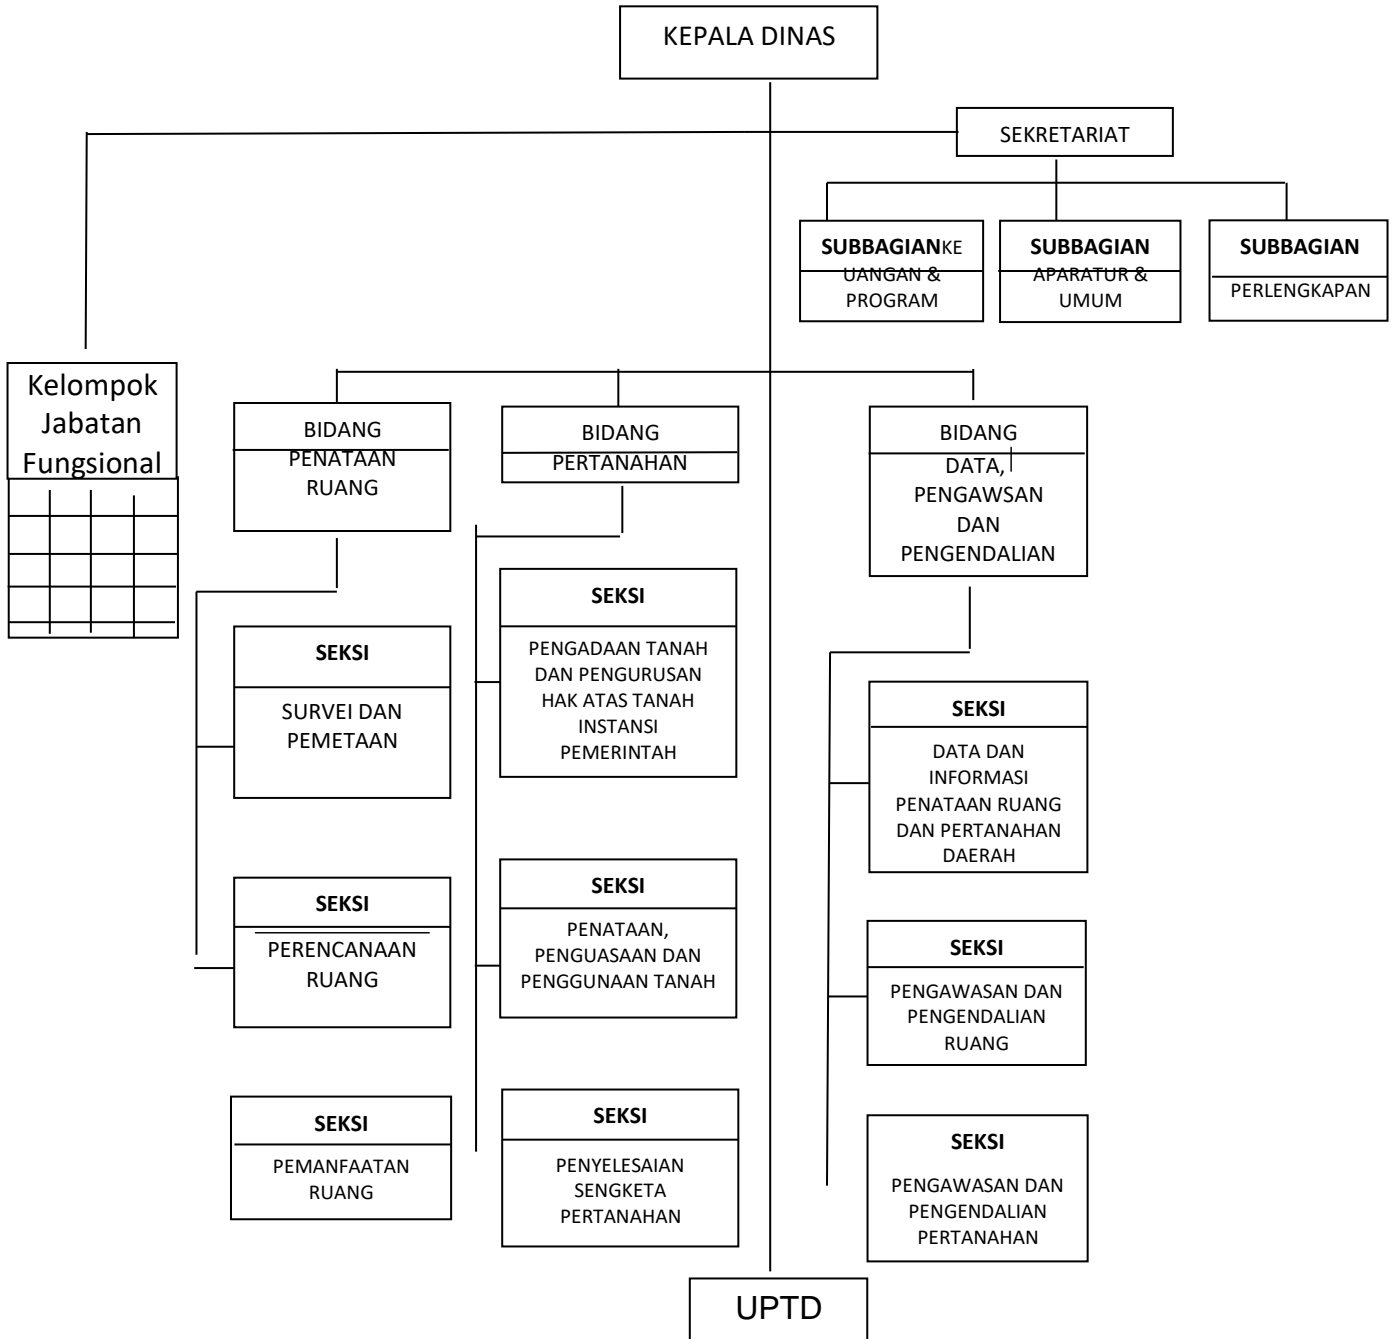 KEPALA DINAS
SEKRETARIAT
SUBBAGIANKE
UANGAN &
PROGRAM
SUBBAGIAN
APARATUR &
UMUM
SUBBAGIAN
PERLENGKAPAN
Kelompok
Jabatan
Fungsional
BIDANG
PENATAAN
RUANG
BIDANG
PERTANAHAN
BIDANG
DATA,
PENGAWSAN
DAN
PENGENDALIAN
SEKSI
SURVEI DAN
PEMETAAN
SEKSI
PERENCANAAN
RUANG
SEKSI
PEMANFAATAN
RUANG
SEKSI
PENGADAAN TANAH
DAN PENGURUSAN
HAK ATAS TANAH
INSTANSI
PEMERINTAH
SEKSI
PENATAAN,
PENGUASAAN DAN
PENGGUNAAN TANAH
SEKSI
PENYELESAIAN
SENGKETA
PERTANAHAN
SEKSI
DATA DAN
INFORMASI
PENATAAN RUANG
DAN PERTANAHAN
DAERAH
SEKSI
PENGAWASAN DAN
PENGENDALIAN
RUANG
SEKSI
PENGAWASAN DAN
PENGENDALIAN
PERTANAHAN
UPTD